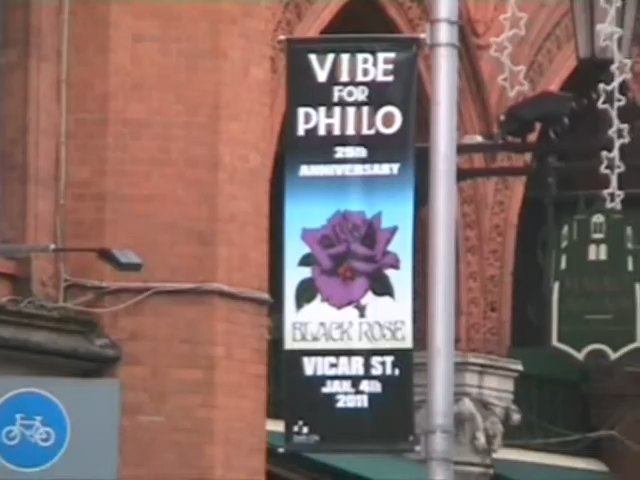 VIBE
FOR
PHILO
25th
ANNIVERSARY
BLACK ROSE
VICAR ST.
JAN. 4th
2011